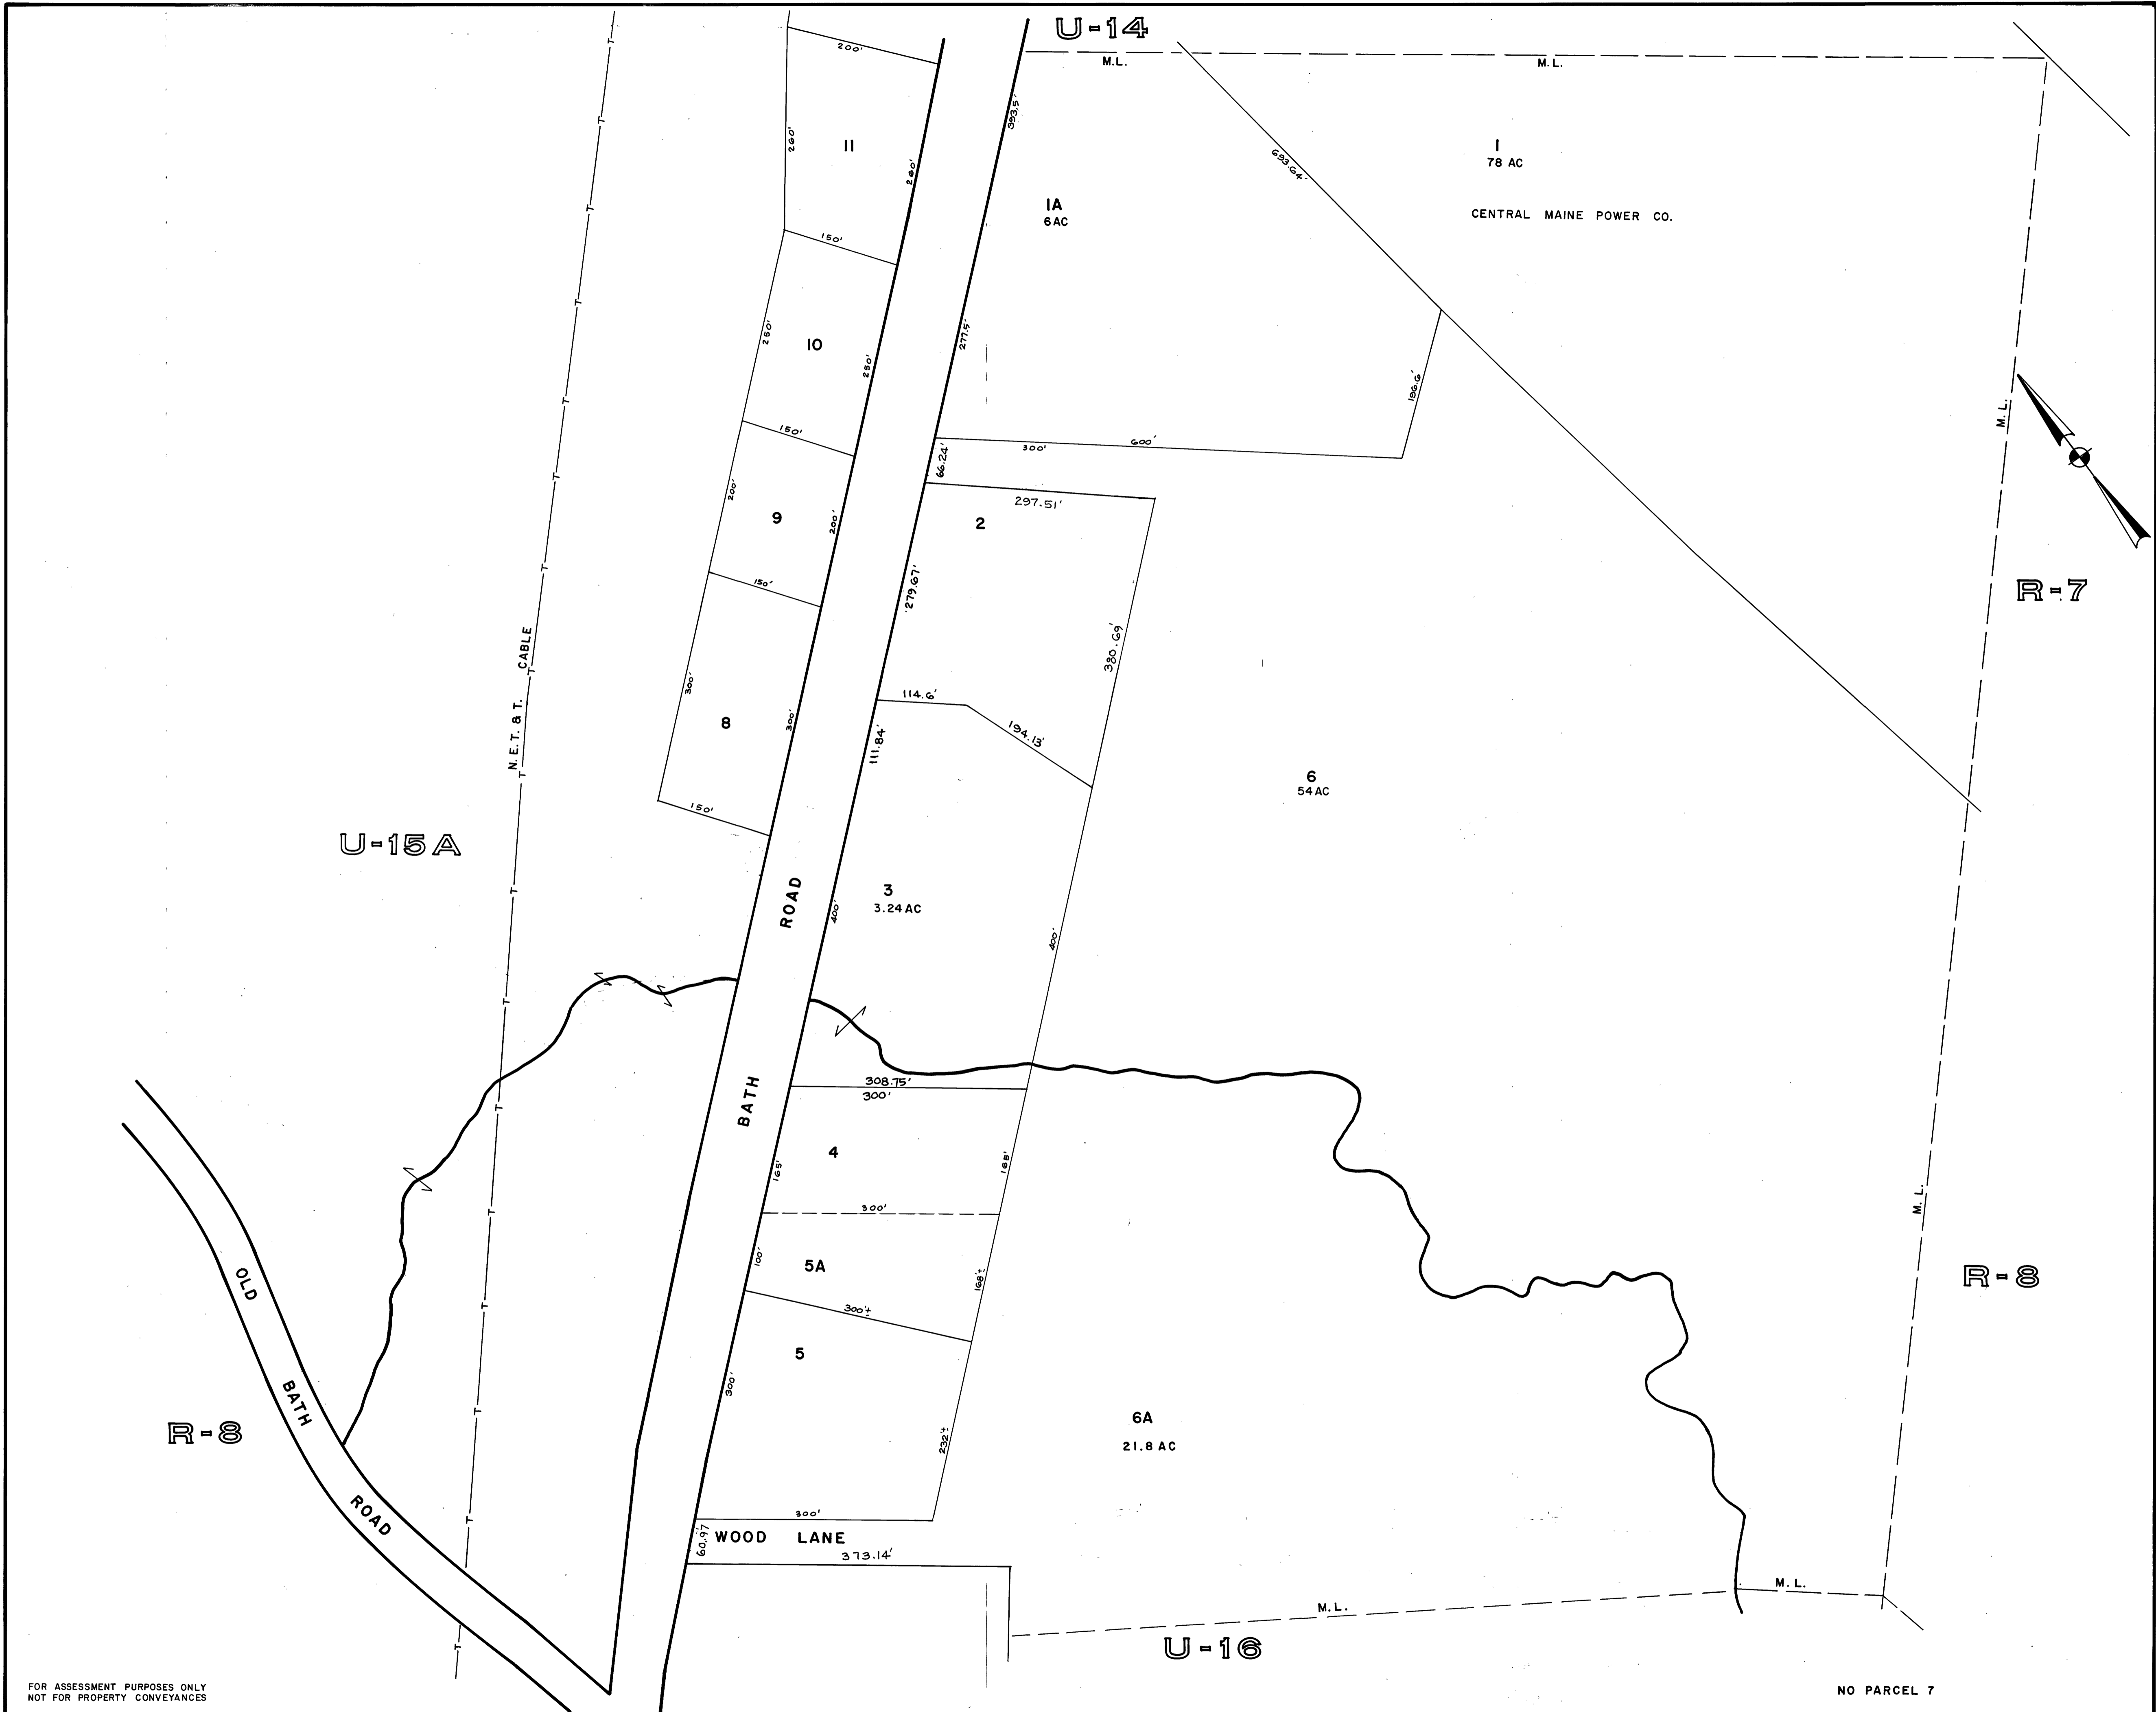 U-14
M.L.
M.L.
200'
393.5'
260'
11
260'
693.64'
1
78 AC
1A
6 AC
CENTRAL MAINE POWER CO.
150'
250'
10
250'
277.5'
196.6'
M. L.
150'
300'
600'
66.24'
200'
9
200'
297.51'
2
R-7
150'
279.67'
380.69'
N. E. T. & T. CABLE
300'
8
300'
114.6'
194.13'
111.84'
6
54 AC
150'
U-15A
3
3.24 AC
400'
400'
BATH ROAD
308.75'
300'
4
165'
165'
M. L.
300'
100'
5A
168'±
300'±
R-8
5
300'
232'±
6A
21.8 AC
OLD BATH ROAD
R-8
300'
60.97'
WOOD LANE
373.14'
M. L.
M.L.
U-16
FOR ASSESSMENT PURPOSES ONLY
NOT FOR PROPERTY CONVEYANCES
NO PARCEL 7
T T T T T T T T T T T T T T T T T T